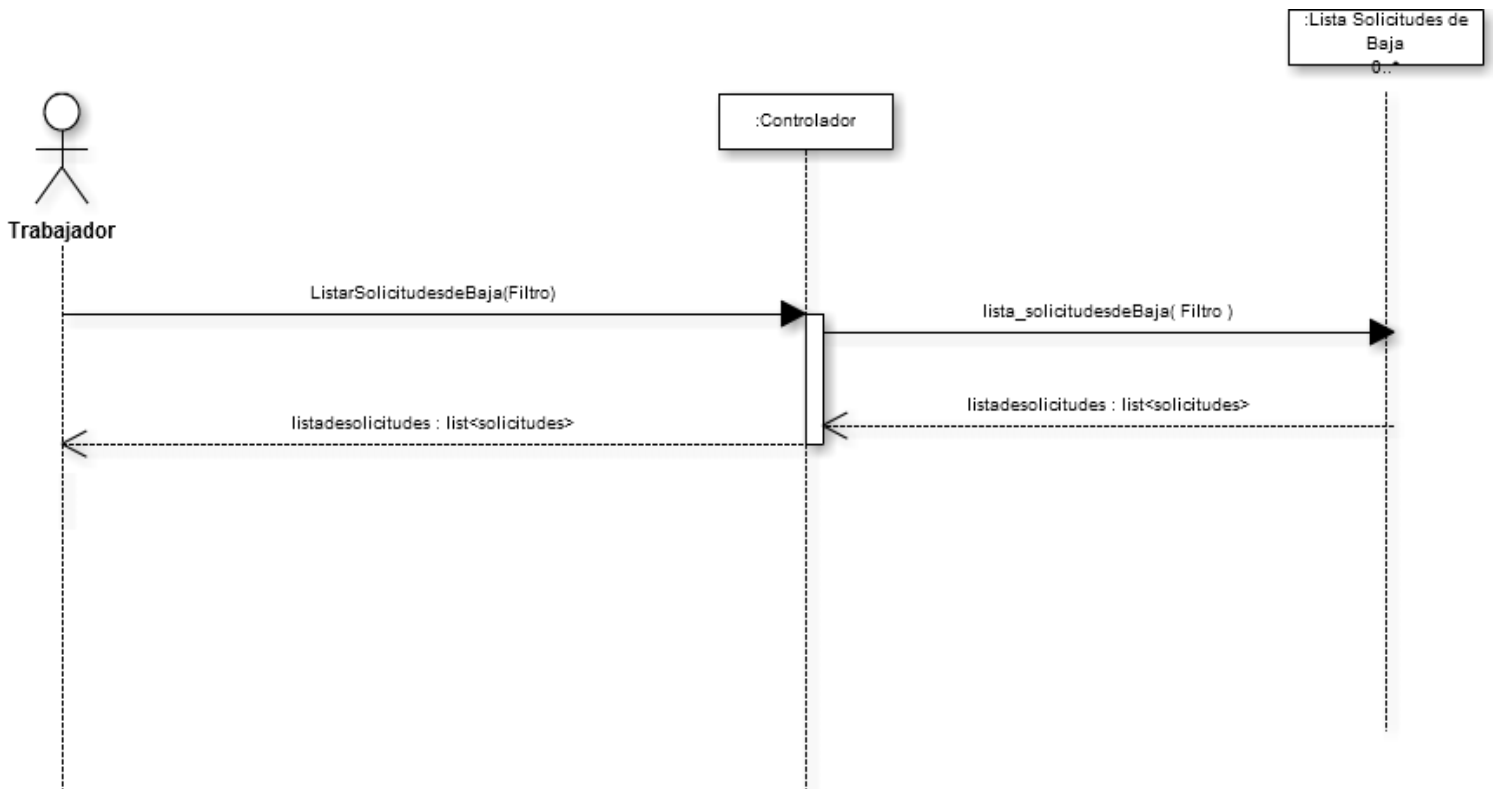 :Lista Solicitudes de
Baja
0..*
:Controlador
Trabajador
ListarSolicitudesdeBaja(Filtro)
lista_solicitudesdeBaja( Filtro )
listadesolicitudes : list<solicitudes>
listadesolicitudes : list<solicitudes>